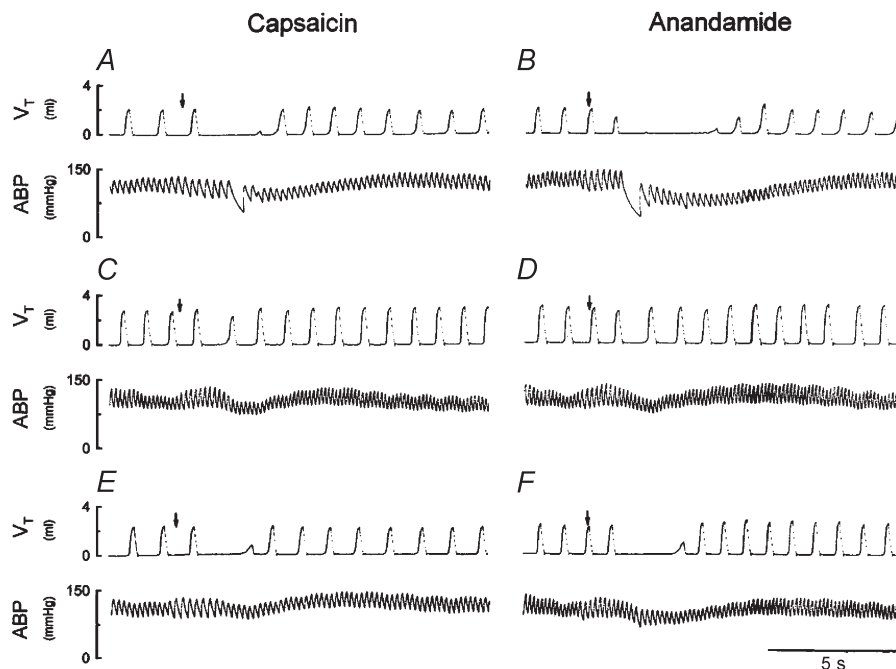 Capsaicin
Anandamide
A
B
V_T (ml)
4
0
ABP (mmHg)
150
0
C
D
V_T (ml)
4
0
ABP (mmHg)
150
0
E
F
V_T (ml)
4
0
ABP (mmHg)
150
0
5 s